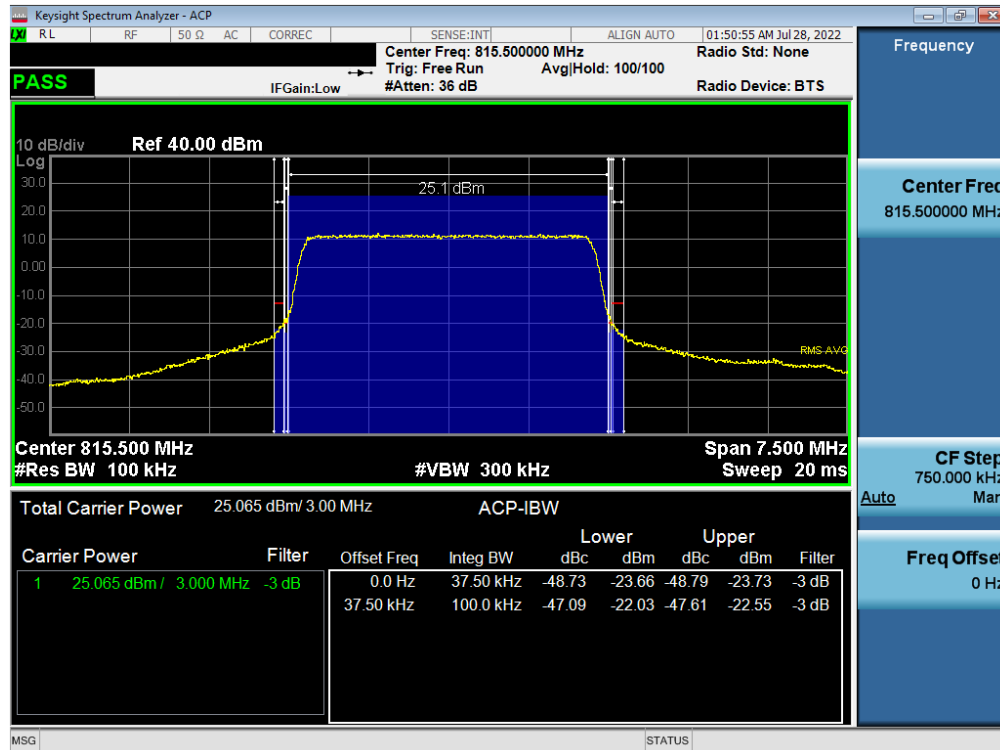 Keysight Spectrum Analyzer - ACP
LXI RL RF 50 Ω AC CORREC SENSE:INT ALIGN AUTO 01:50:55 AM Jul 28, 2022
Center Freq: 815.500000 MHz Radio Std: None
Trig: Free Run Avg|Hold: 100/100
PASS IFGain:Low #Atten: 36 dB Radio Device: BTS
10 dB/div Ref 40.00 dBm
Log
30.0
25.1 dBm
20.0
10.0
0.00
-10.0
-20.0
-30.0
RMS AVG
-40.0
-50.0
Center 815.500 MHz Span 7.500 MHz
#Res BW 100 kHz #VBW 300 kHz Sweep 20 ms
Total Carrier Power 25.065 dBm/ 3.00 MHz ACP-IBW
Lower Upper
Carrier Power Filter Offset Freq Integ BW dBc dBm dBc dBm Filter
1 25.065 dBm / 3.000 MHz -3 dB 0.0 Hz 37.50 kHz -48.73 -23.66 -48.79 -23.73 -3 dB
37.50 kHz 100.0 kHz -47.09 -22.03 -47.61 -22.55 -3 dB
Frequency
Center Freq
815.500000 MHz
CF Step
750.000 kHz
Auto Man
Freq Offset
0 Hz
MSG STATUS